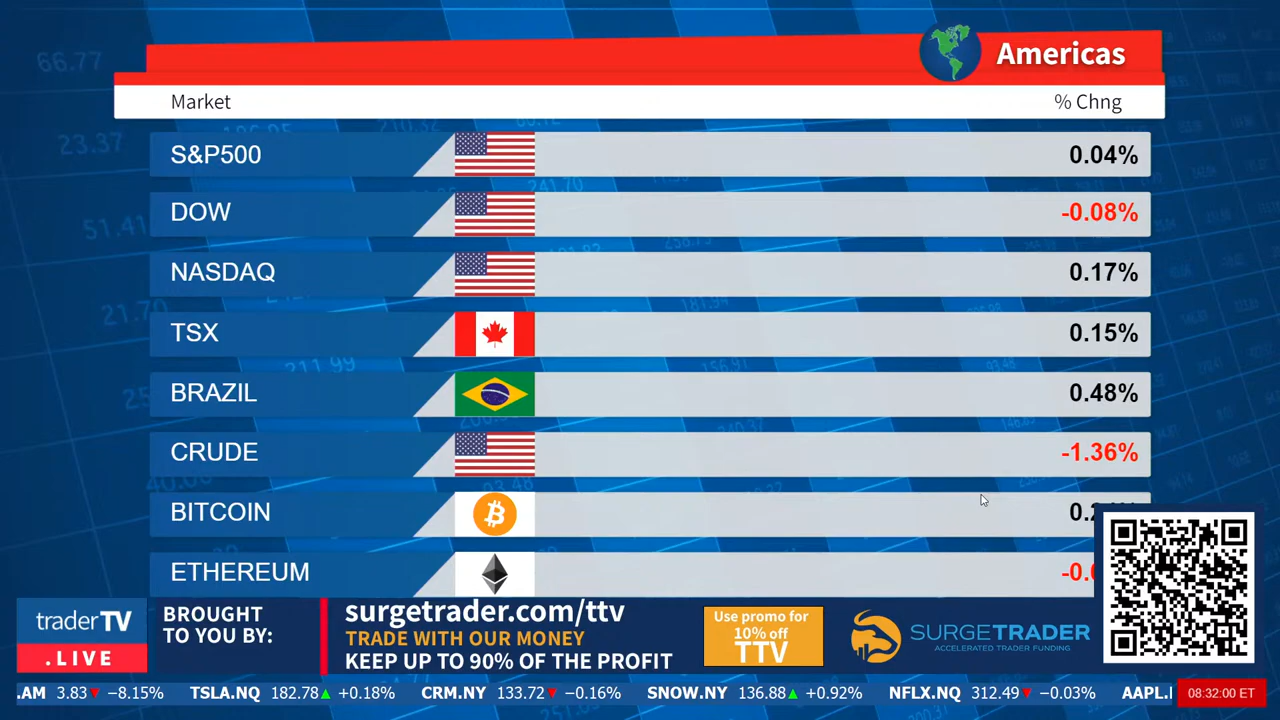 Americas
Market % Chng
S&P500 0.04%
DOW -0.08%
NASDAQ 0.17%
TSX 0.15%
BRAZIL 0.48%
CRUDE -1.36%
BITCOIN
ETHEREUM
traderTV
.LIVE
BROUGHT
TO YOU BY:
surgetrader.com/ttv
TRADE WITH OUR MONEY
KEEP UP TO 90% OF THE PROFIT
Use promo for
10% off
TTV
SURGETRADER
ACCELERATED TRADER FUNDING
.AM 3.83▼ −8.15% TSLA.NQ 182.78▲ +0.18% CRM.NY 133.72▼ −0.16% SNOW.NY 136.88▲ +0.92% NFLX.NQ 312.49▼ −0.03% AAPL.
08:32:00 ET